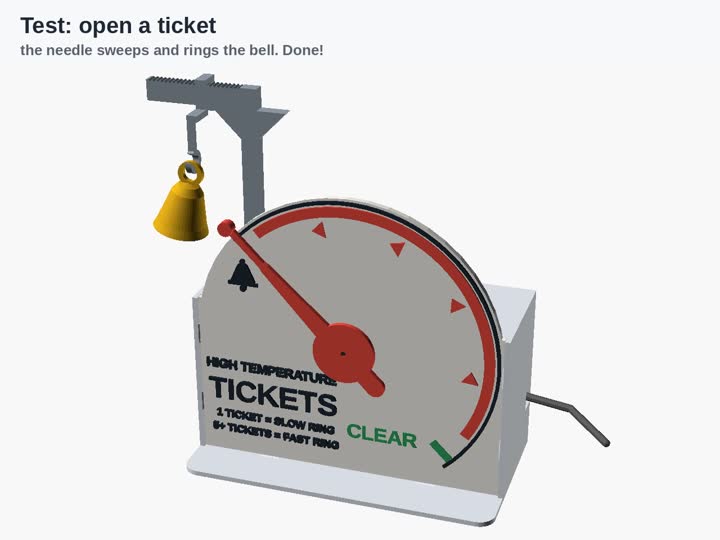 Test: open a ticket
the needle sweeps and rings the bell. Done!
HIGH TEMPERATURE
TICKETS
1 TICKET = SLOW RING
5+ TICKETS = FAST RING
CLEAR